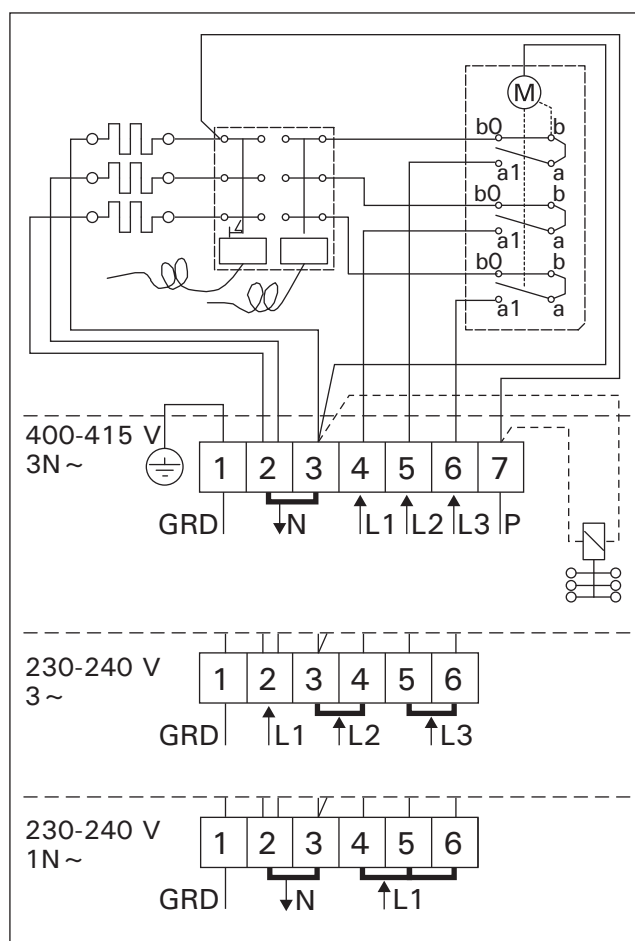 M
b0 b
a1 a
b0 b
a1 a
b0 b
a1 a
400-415 V
3N~
1 2 3 4 5 6 7
GRD N L1 L2 L3 P
230-240 V
3~
1 2 3 4 5 6
GRD L1 L2 L3
230-240 V
1N~
1 2 3 4 5 6
GRD N L1